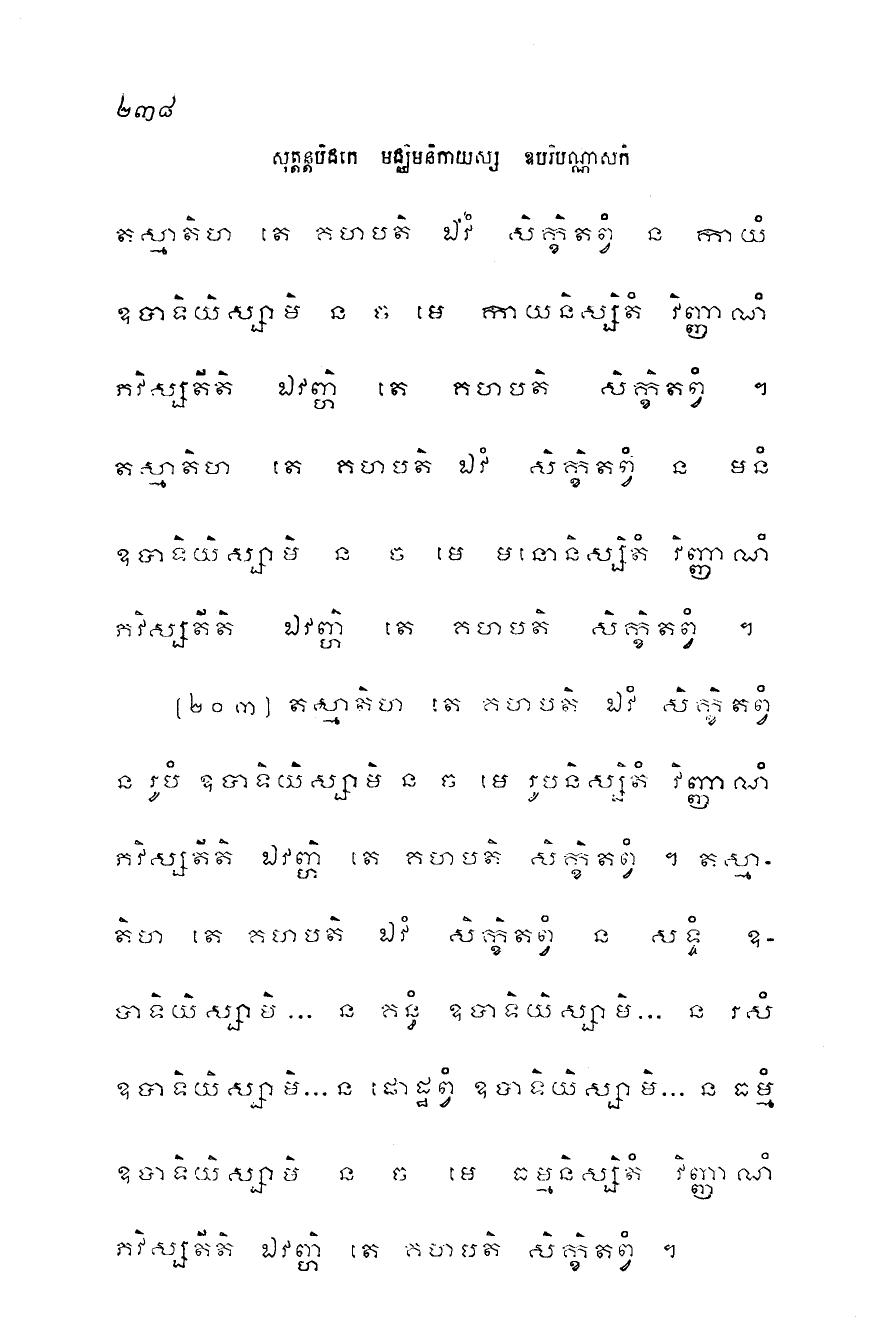 ២៣៨
សុត្តន្តបិដកេ មជ្ឈិមនិកាយស្ស ឧបរិបណ្ណាសកំ
តស្មាតិហ តេ គហបតិ ឯវំ សិក្ខិតព្វំ ន កាយំ
ឧបាទិយិស្សាមិ ន ច មេ កាយនិស្សិតំ វិញ្ញាណំ
ភវិស្សតីតិ ឯវញ្ហិ តេ គហបតិ សិក្ខិតព្វំ ។
តស្មាតិហ តេ គហបតិ ឯវំ សិក្ខិតព្វំ ន មនំ
ឧបាទិយិស្សាមិ ន ច មេ មនោនិស្សិតំ វិញ្ញាណំ
ភវិស្សតីតិ ឯវញ្ហិ តេ គហបតិ សិក្ខិតព្វំ ។
[២០៣] តស្មាតិហ តេ គហបតិ ឯវំ សិក្ខិតព្វំ
ន រូបំ ឧបាទិយិស្សាមិ ន ច មេ រូបនិស្សិតំ វិញ្ញាណំ
ភវិស្សតីតិ ឯវញ្ហិ តេ គហបតិ សិក្ខិតព្វំ ។ តស្មា-
តិហ តេ គហបតិ ឯវំ សិក្ខិតព្វំ ន សទ្ទំ ឧ-
បាទិយិស្សាមិ... ន គន្ធំ ឧបាទិយិស្សាមិ... ន រសំ
ឧបាទិយិស្សាមិ... ន ផោដ្ឋព្វំ ឧបាទិយិស្សាមិ... ន ធម្មំ
ឧបាទិយិស្សាមិ ន ច មេ ធម្មនិស្សិតំ វិញ្ញាណំ
ភវិស្សតីតិ ឯវញ្ហិ តេ គហបតិ សិក្ខិតព្វំ ។